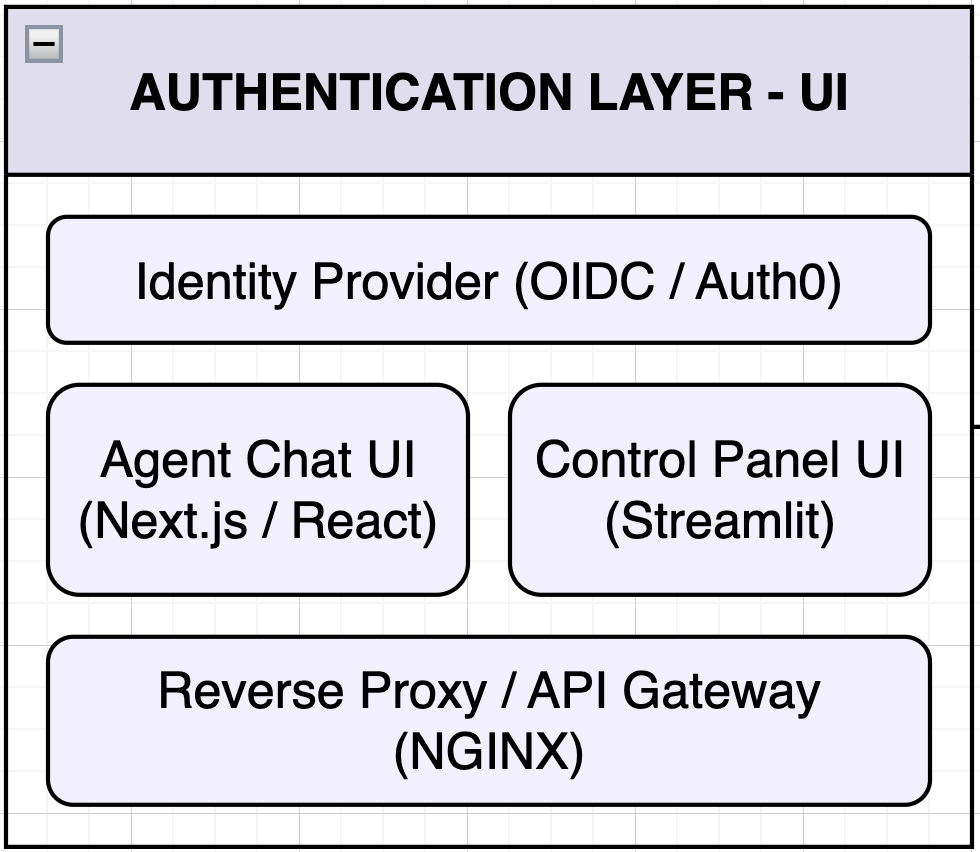 AUTHENTICATION LAYER - UI
Identity Provider (OIDC / Auth0)
Agent Chat UI
(Next.js / React)
Control Panel UI
(Streamlit)
Reverse Proxy / API Gateway
(NGINX)